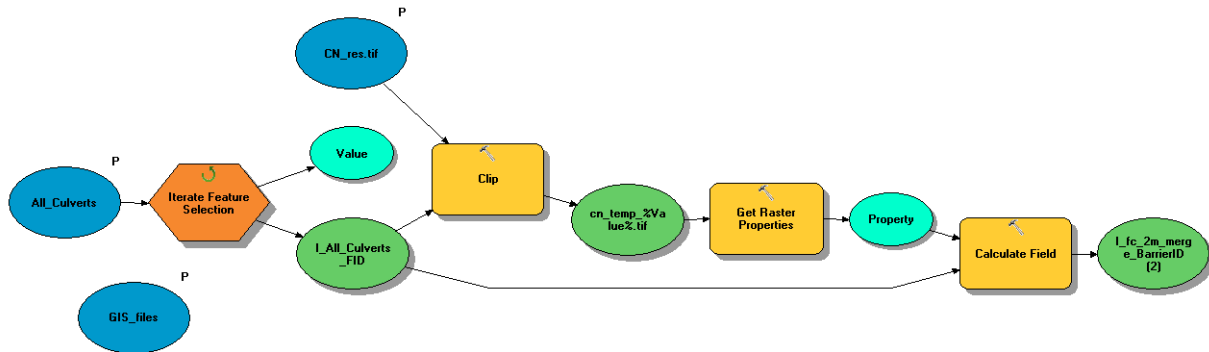 P
CN_res.tif
P
All_Culverts
Iterate Feature
Selection
Value
I_All_Culverts
_FID
Clip
cn_temp_%Va
lue%.tif
Get Raster
Properties
Property
Calculate Field
I_fc_2m_merg
e_BarrierID
(2)
P
GIS_files